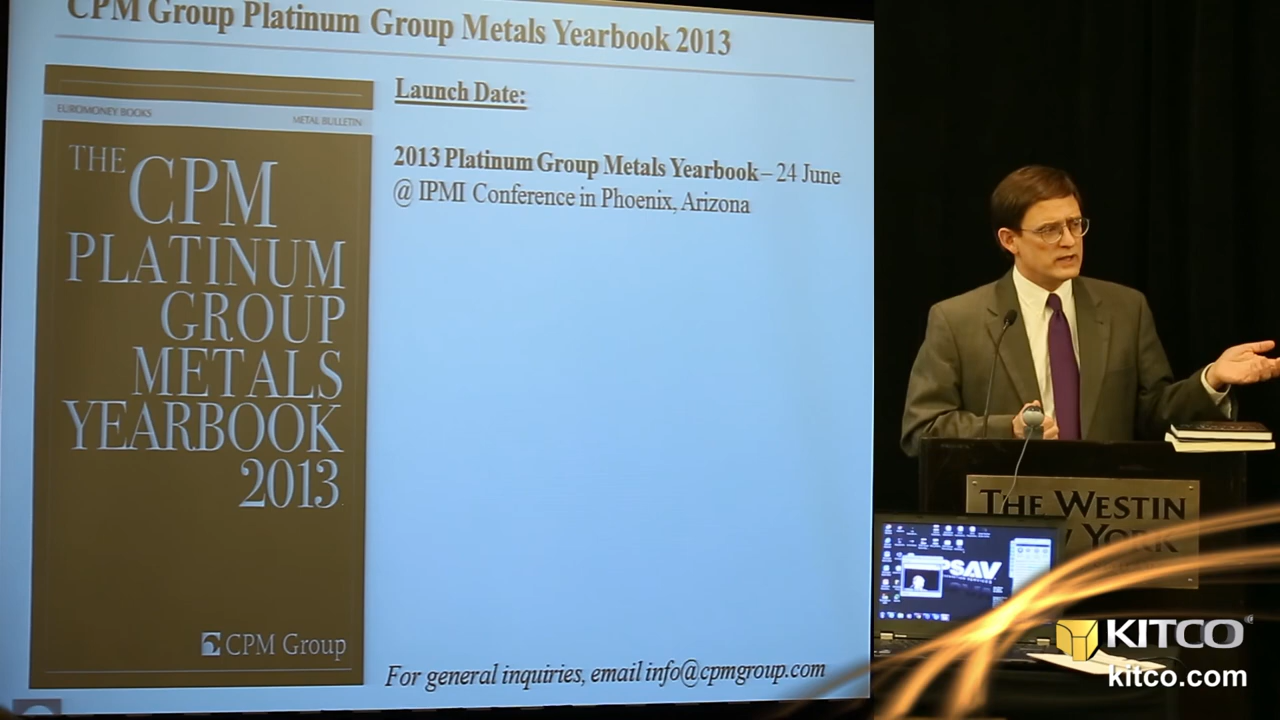 CPM Group Platinum Group Metals Yearbook 2013
EUROMONEY BOOKS
METAL BULLETIN
THE
CPM
PLATINUM
GROUP
METALS
YEARBOOK
2013
CPM Group
Launch Date:
2013 Platinum Group Metals Yearbook – 24 June
@ IPMI Conference in Phoenix, Arizona
For general inquiries, email info@cpmgroup.com
THE WESTIN
YORK
PSAV
KITCO
kitco.com